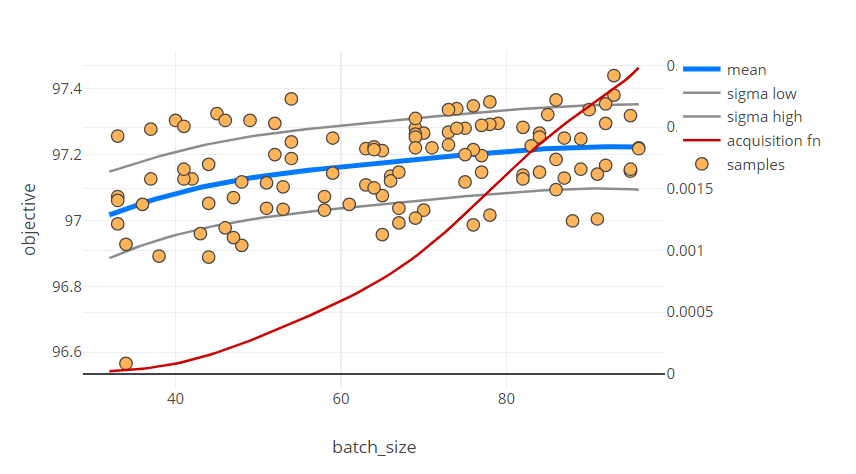 97.4
97.2
97
96.8
96.6
objective
40
60
80
batch_size
0.
0.
0.0015
0.001
0.0005
0
mean
sigma low
sigma high
acquisition fn
samples